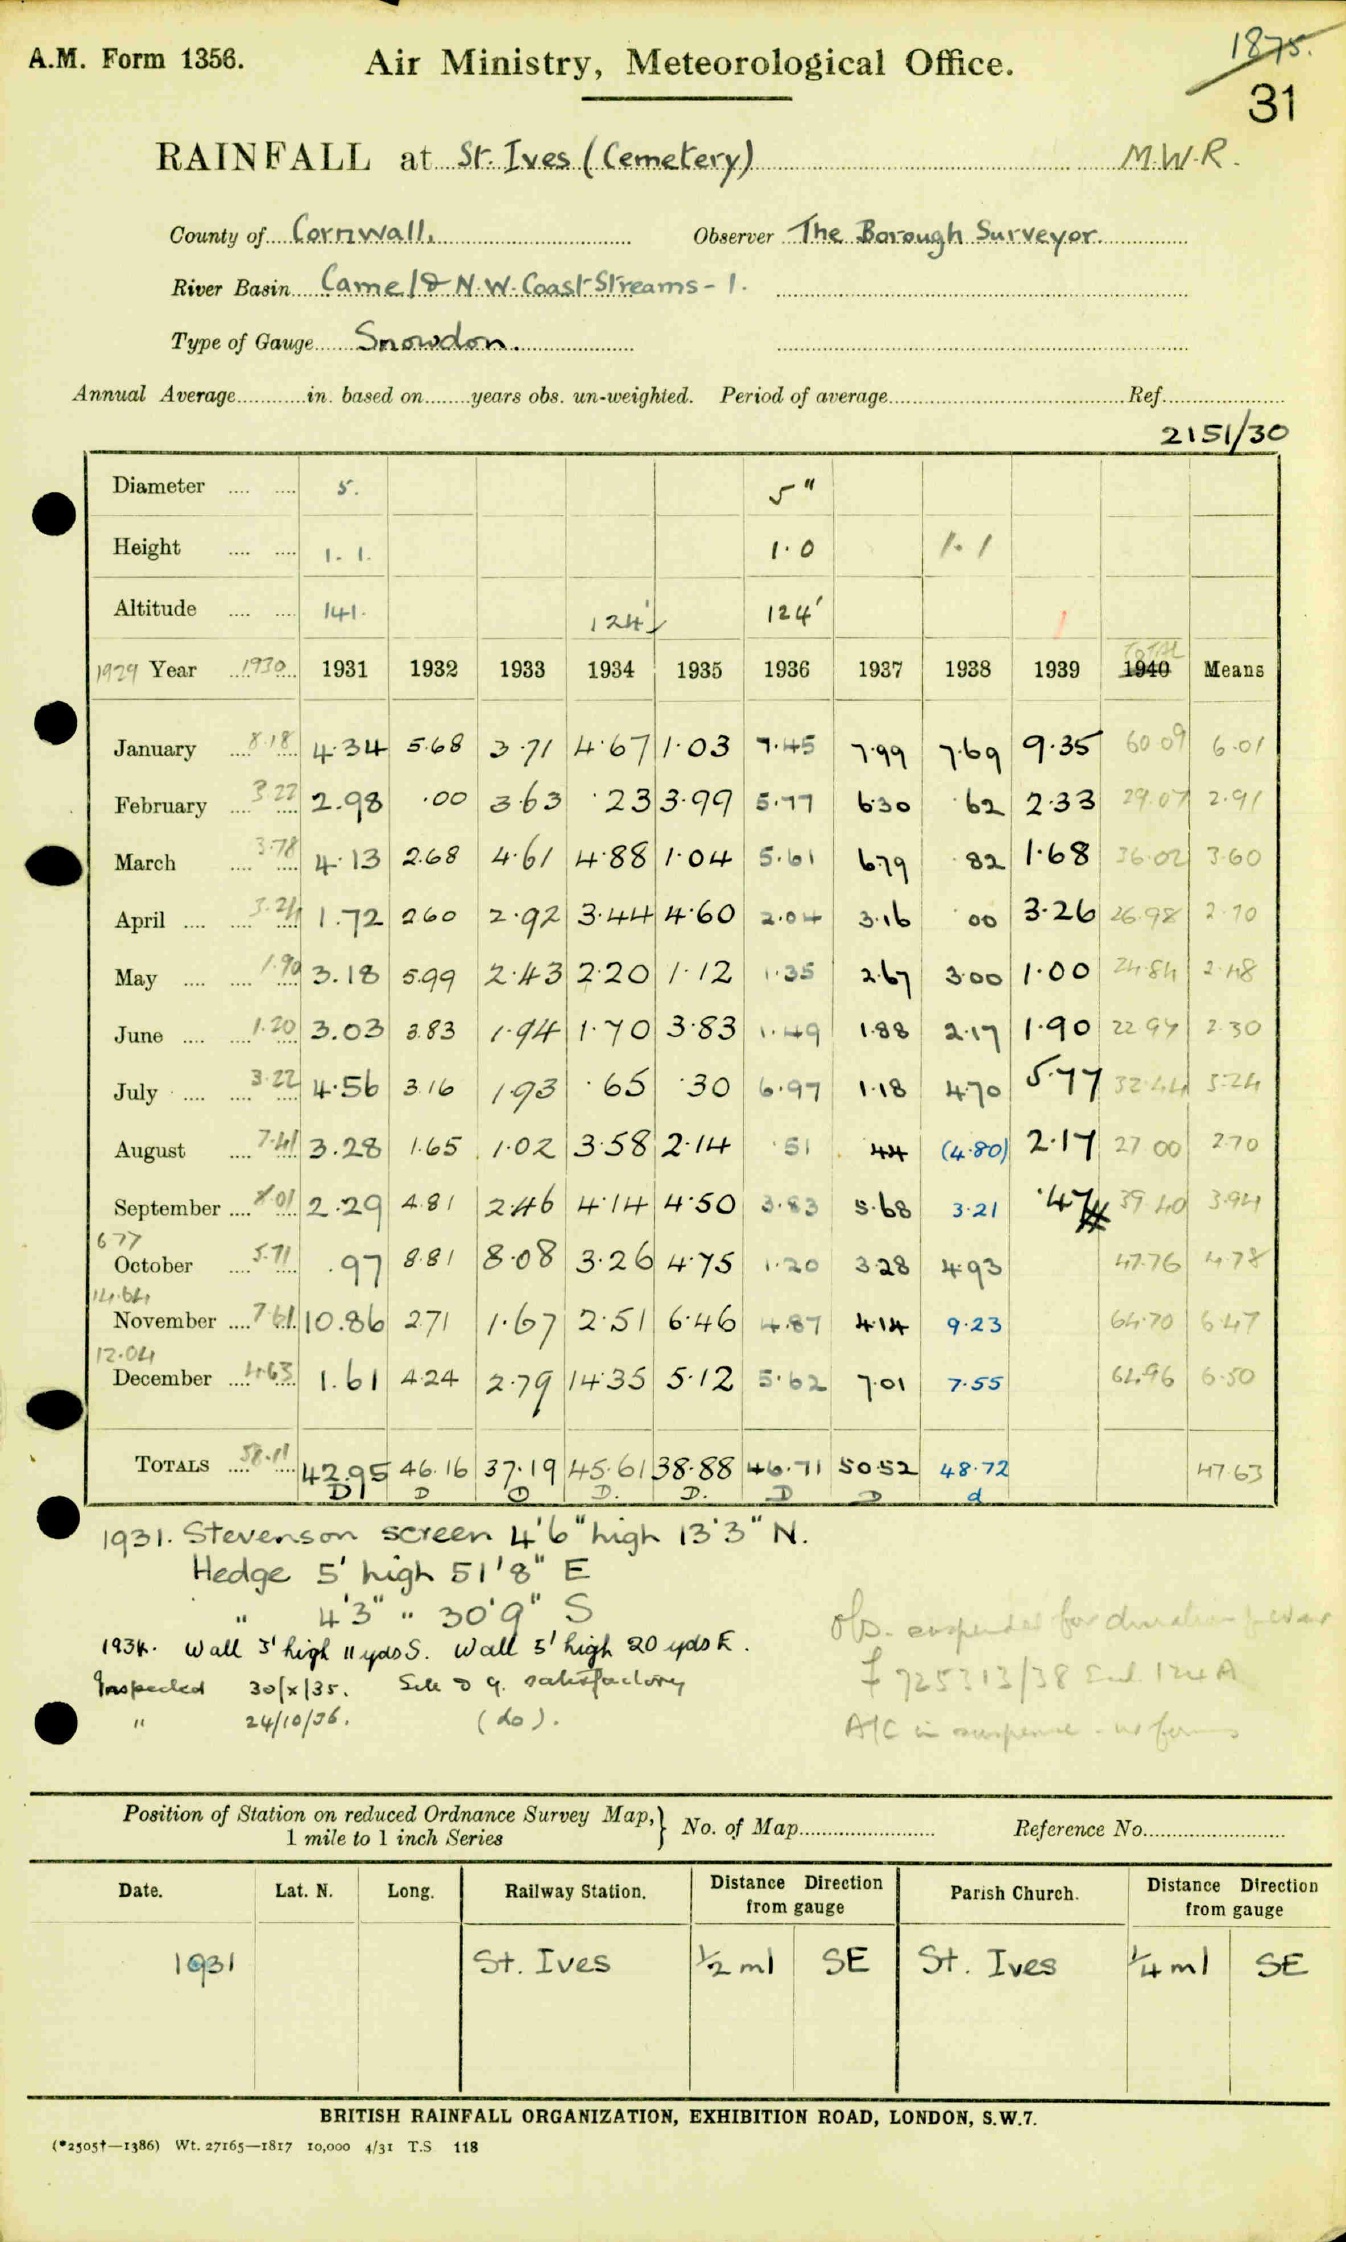 A.M. Form 1356.
Air Ministry, Meteorological Office.
1875.
31
RAINFALL at St. Ives (Cemetery) M.W.R.
County of Cornwall. Observer The Borough Surveyor.
River Basin Camel & N.W. Coast Streams - 1.
Type of Gauge Snowdon.
Annual Average in. based on years obs. un-weighted. Period of average Ref.
2151/30
Diameter 5. 5"
Height 1.1. 1.0 1.1
Altitude 141. 124' 124' 1
1929 Year 1930 1931 1932 1933 1934 1935 1936 1937 1938 1939 1940 TOTAL Means
January 8.18 4.34 5.68 3.71 4.67 1.03 7.45 7.99 7.69 9.35 60.09 6.01
February 3.22 2.98 .00 3.63 .23 3.99 5.77 6.30 .62 2.33 29.07 2.91
March 3.78 4.13 2.68 4.61 4.88 1.04 5.61 6.79 .82 1.68 36.02 3.60
April 3.24 1.72 2.60 2.92 3.44 4.60 2.04 3.16 .00 3.26 26.98 2.70
May 1.90 3.18 5.99 2.43 2.20 1.12 1.35 2.67 3.00 1.00 24.84 2.48
June 1.20 3.03 3.83 1.94 1.70 3.83 1.49 1.88 2.17 1.90 22.97 2.30
July 3.22 4.56 3.16 1.93 .65 .30 6.97 1.18 4.70 5.77 32.44 3.24
August 7.41 3.28 1.65 1.02 3.58 2.14 .51 .44 (4.80) 2.17 27.00 2.70
September 8.01 2.29 4.81 2.46 4.14 4.50 3.83 5.68 3.21 .47 39.40 3.94
6.77
October 5.71 .97 8.81 8.08 3.26 4.75 1.20 3.28 4.93 47.76 4.78
14.64
November 7.61 10.86 2.71 1.67 2.51 6.46 4.87 4.14 9.23 64.70 6.47
12.04
December 4.63 1.61 4.24 2.79 14.35 5.12 5.62 7.01 7.55 64.96 6.50
TOTALS 58.11 42.95 46.16 37.19 45.61 38.88 46.71 50.52 48.72 47.63
D D D D. D. D D d
1931. Stevenson screen 4'6" high 13'3" N.
Hedge 5' high 51'8" E
" 4'3" " 30'9" S
1934. Wall 3' high 11 yds S. Wall 5' high 20 yds E.
Inspected 30/x/35. Site & g. satisfactory
" 24/10/36. (do).
Obs. suspended for duration
725313/38 124A
A/C in suspense - no forms
Position of Station on reduced Ordnance Survey Map, 1 mile to 1 inch Series } No. of Map Reference No.
Date. Lat. N. Long. Railway Station. Distance Direction from gauge Parish Church. Distance Direction from gauge
1931 St. Ives 1/2 ml SE St. Ives 1/4 ml SE
BRITISH RAINFALL ORGANIZATION, EXHIBITION ROAD, LONDON, S.W.7.
(*2505†—1386) Wt. 27165—1817 10,000 4/31 T.S 118